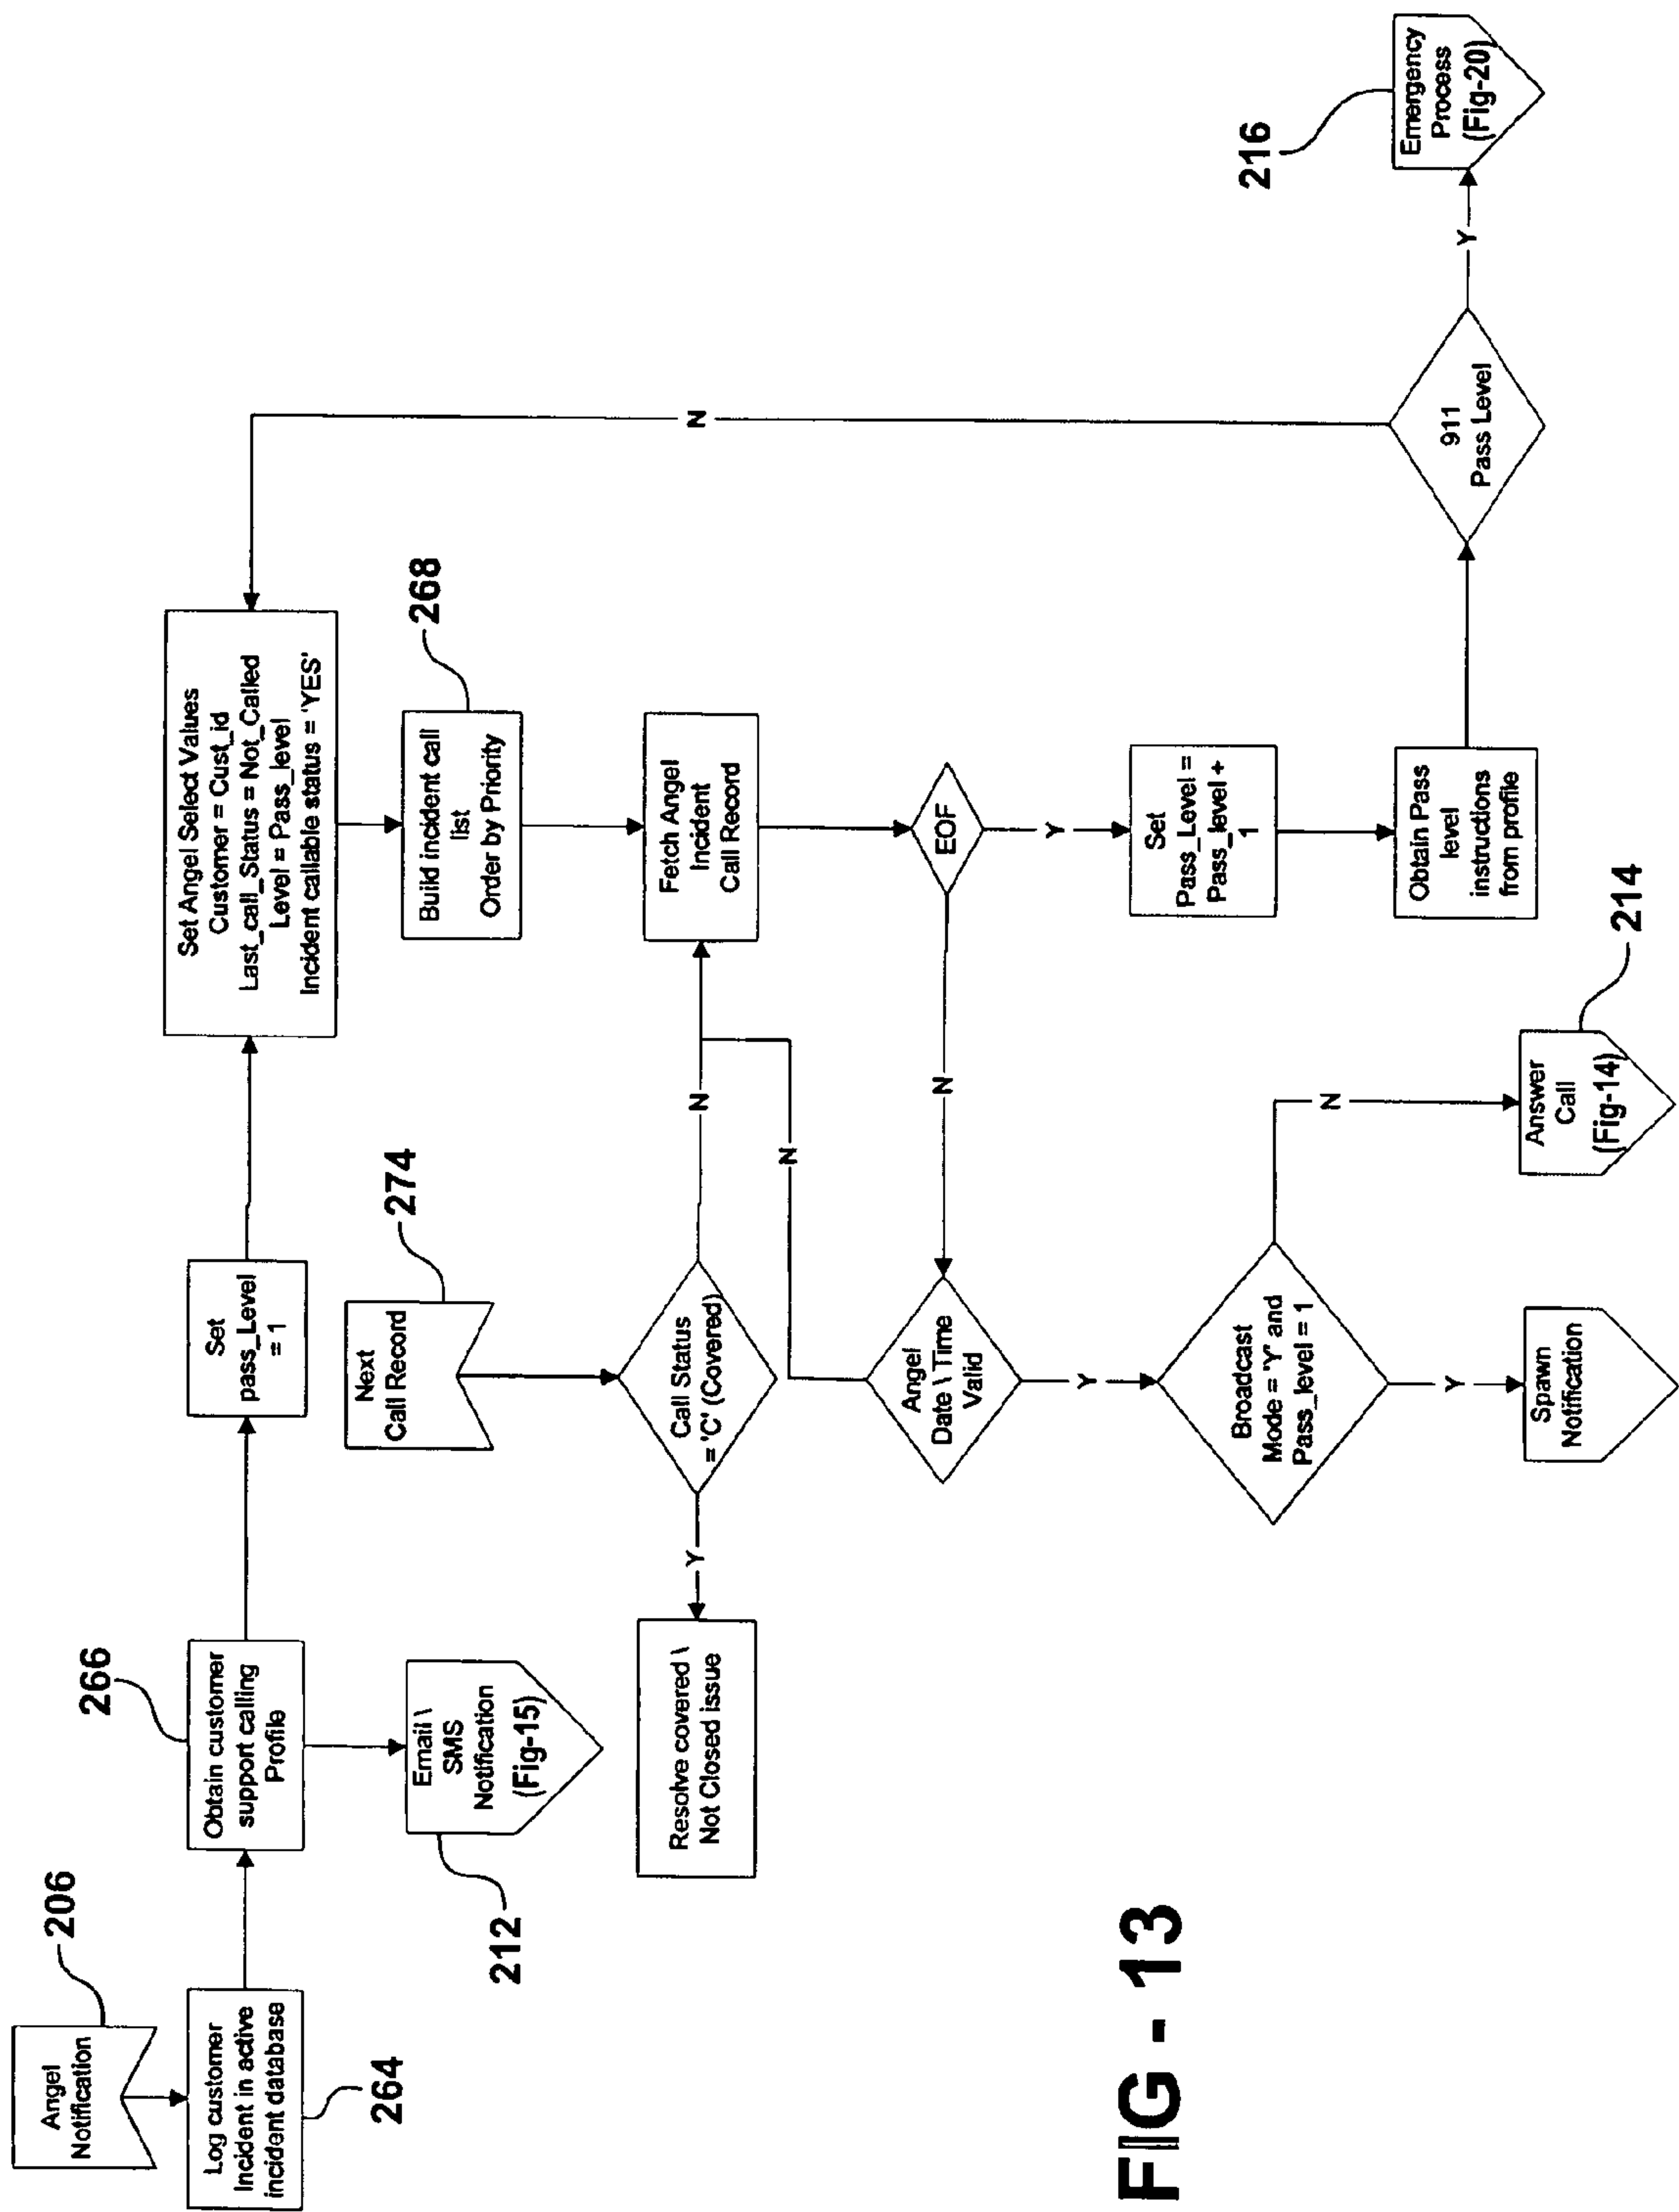 Angel
Notification
206
Log customer
Incident in active
incident database
264
Obtain customer
support calling
Profile
266
Email \
SMS
Notification
(Fig-15)
212
Set
pass_Level
= 1
Set Angel Select Values
Customer = Cust_id
Last_call_Status = Not_Called
Level = Pass_level
Incident callable status = 'YES'
Build incident call
list
Order by Priority
268
Next
Call Record
274
Call Status
= 'C' (Covered)
Y
Resolve covered \
Not Closed issue
N
Fetch Angel
Incident
Call Record
EOF
N
Y
Angel
Date \ Time
Valid
N
Y
Broadcast
Mode = 'Y' and
Pass_level = 1
Y
Spawn
Notification
N
Answer
Call
(Fig-14)
214
Set
Pass_Level =
Pass_level +
1
Obtain Pass
level
instructions
from profile
911
Pass Level
N
Y
Emergency
Process
(Fig-20)
216
FIG - 13